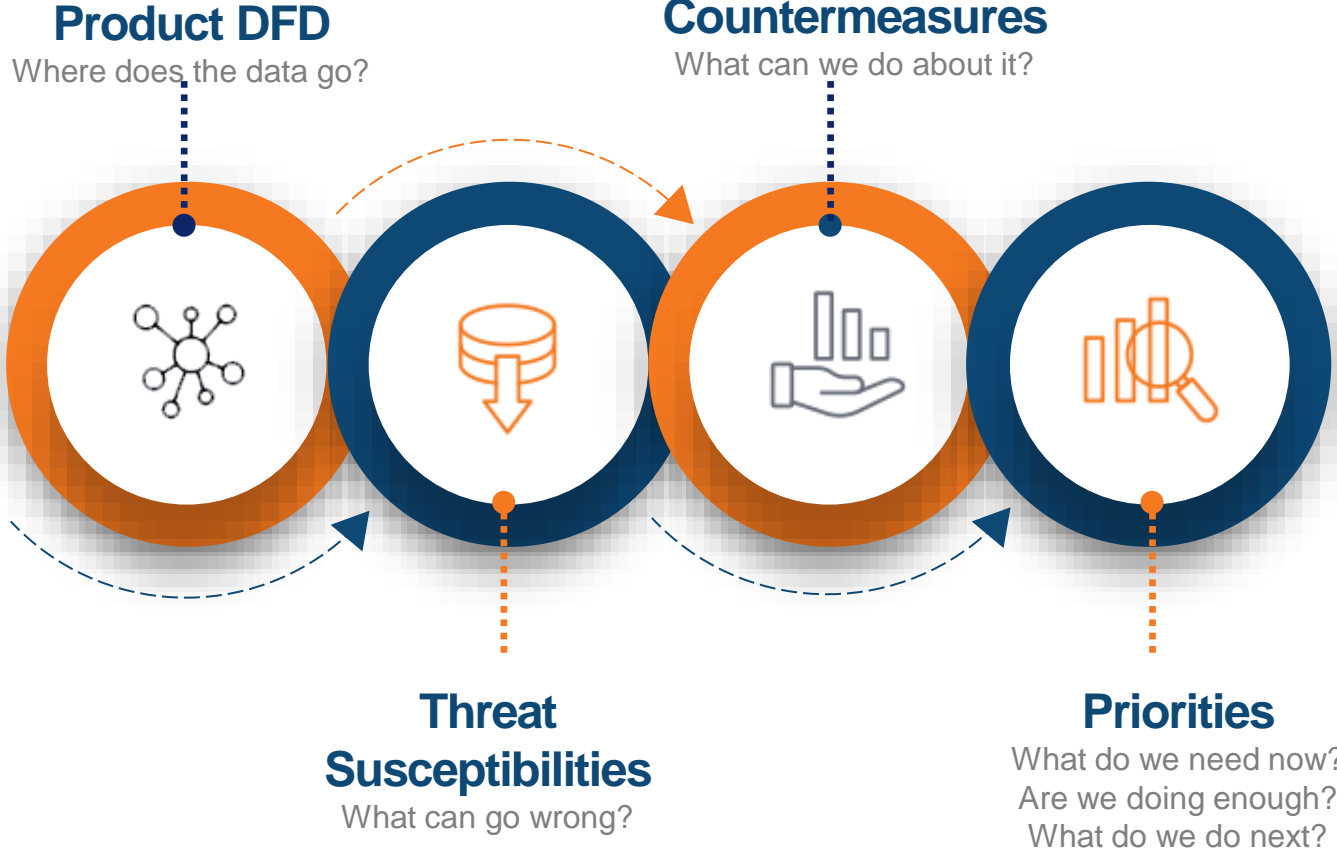 Product DFD
Where does the data go?
Countermeasures
What can we do about it?
Threat
Susceptibilities
What can go wrong?
Priorities
What do we need now?
Are we doing enough?
What do we do next?